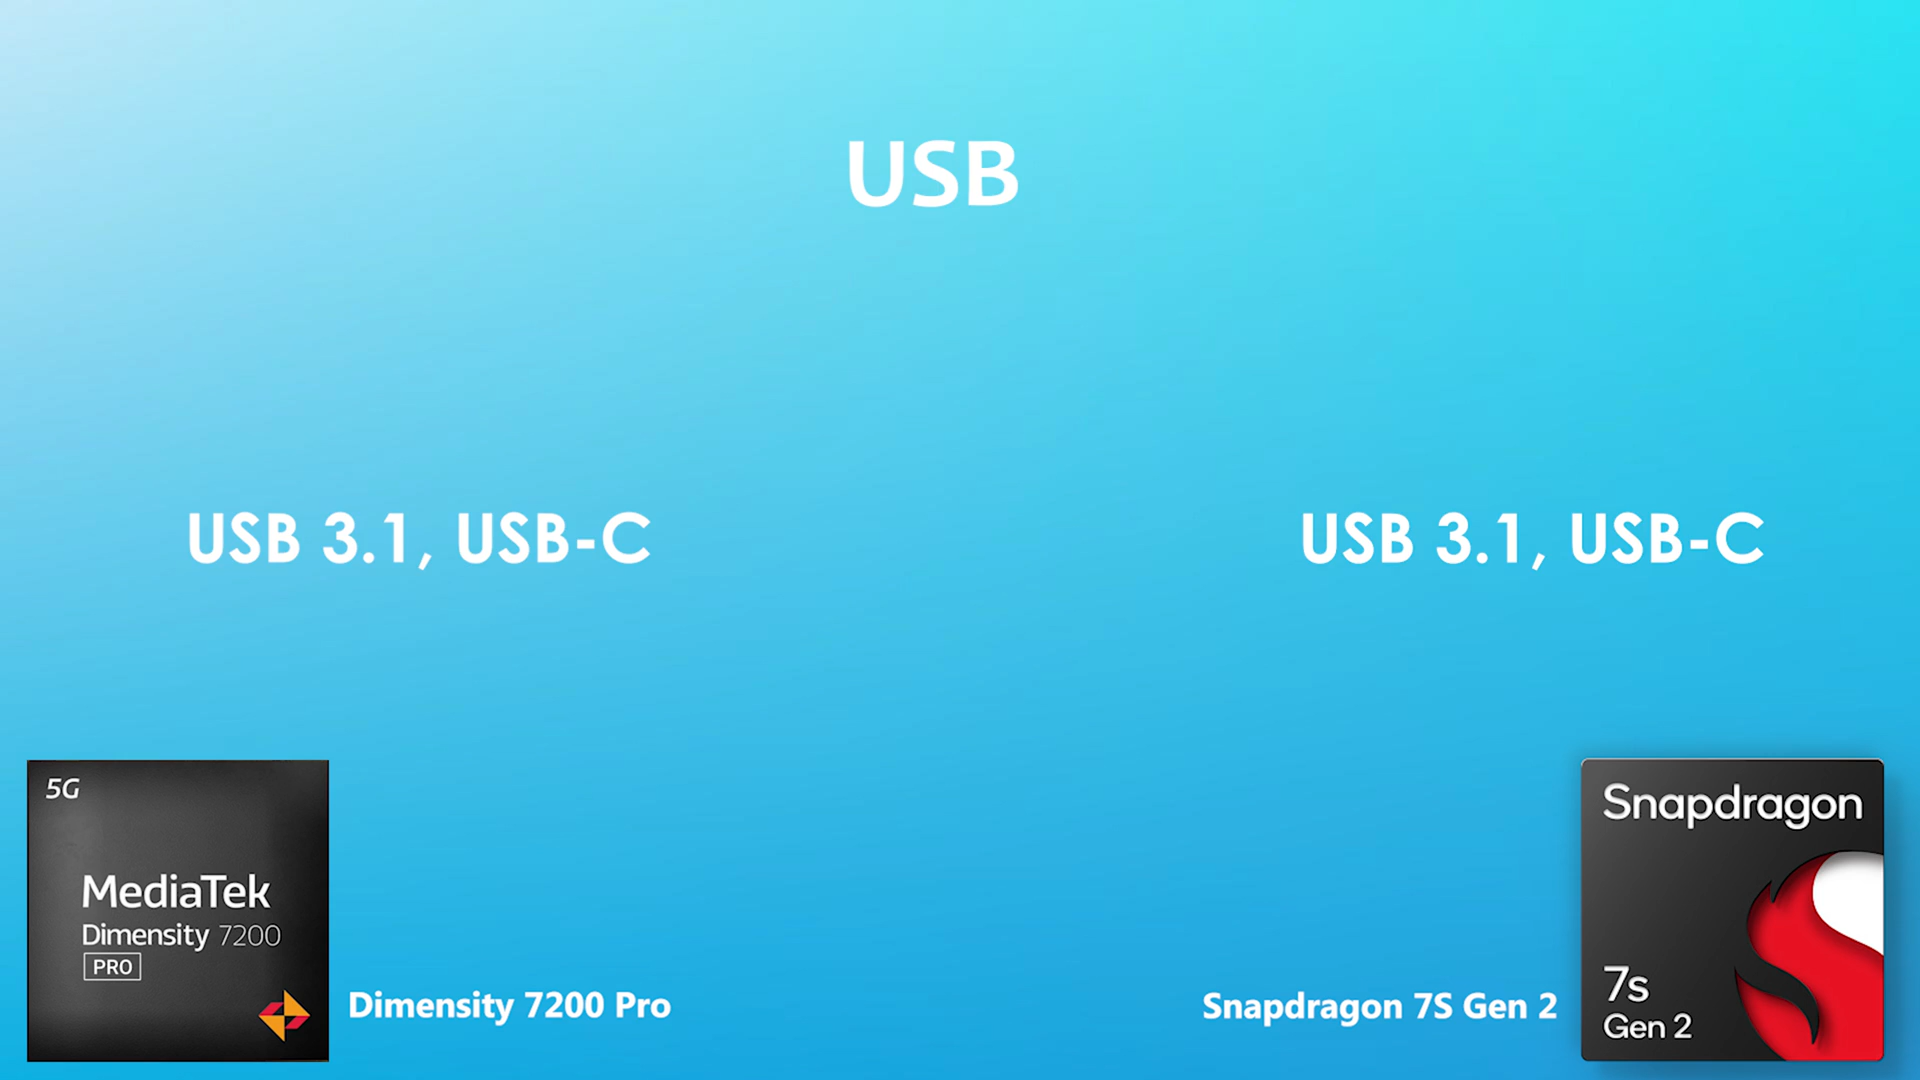 USB
USB 3.1, USB-C
USB 3.1, USB-C
5G
MediaTek
Dimensity 7200
PRO
Dimensity 7200 Pro
Snapdragon 7S Gen 2
Snapdragon
7s
Gen 2